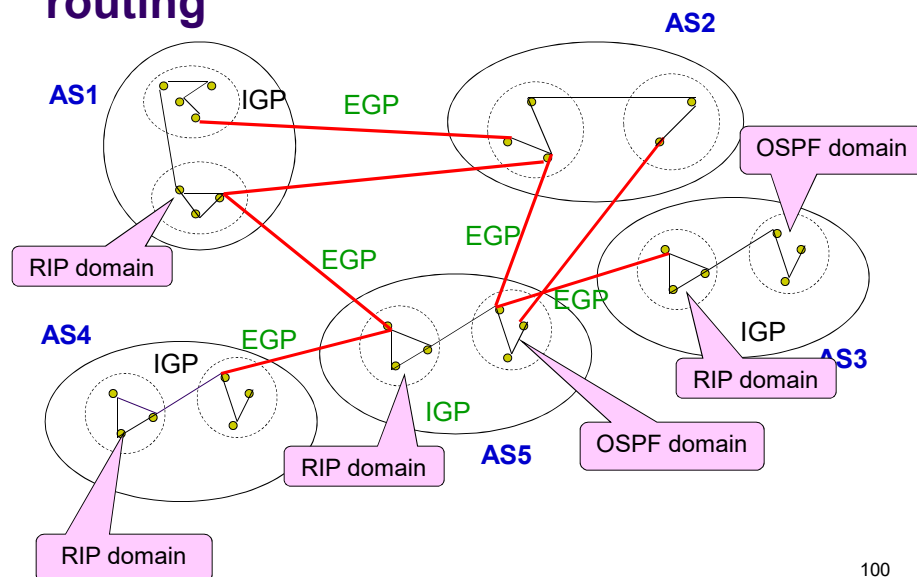 routing
AS2
AS1
IGP
EGP
OSPF domain
EGP
RIP domain
EGP
EGP
AS4
EGP
IGP
IGP
AS3
RIP domain
IGP
OSPF domain
AS5
RIP domain
RIP domain
100